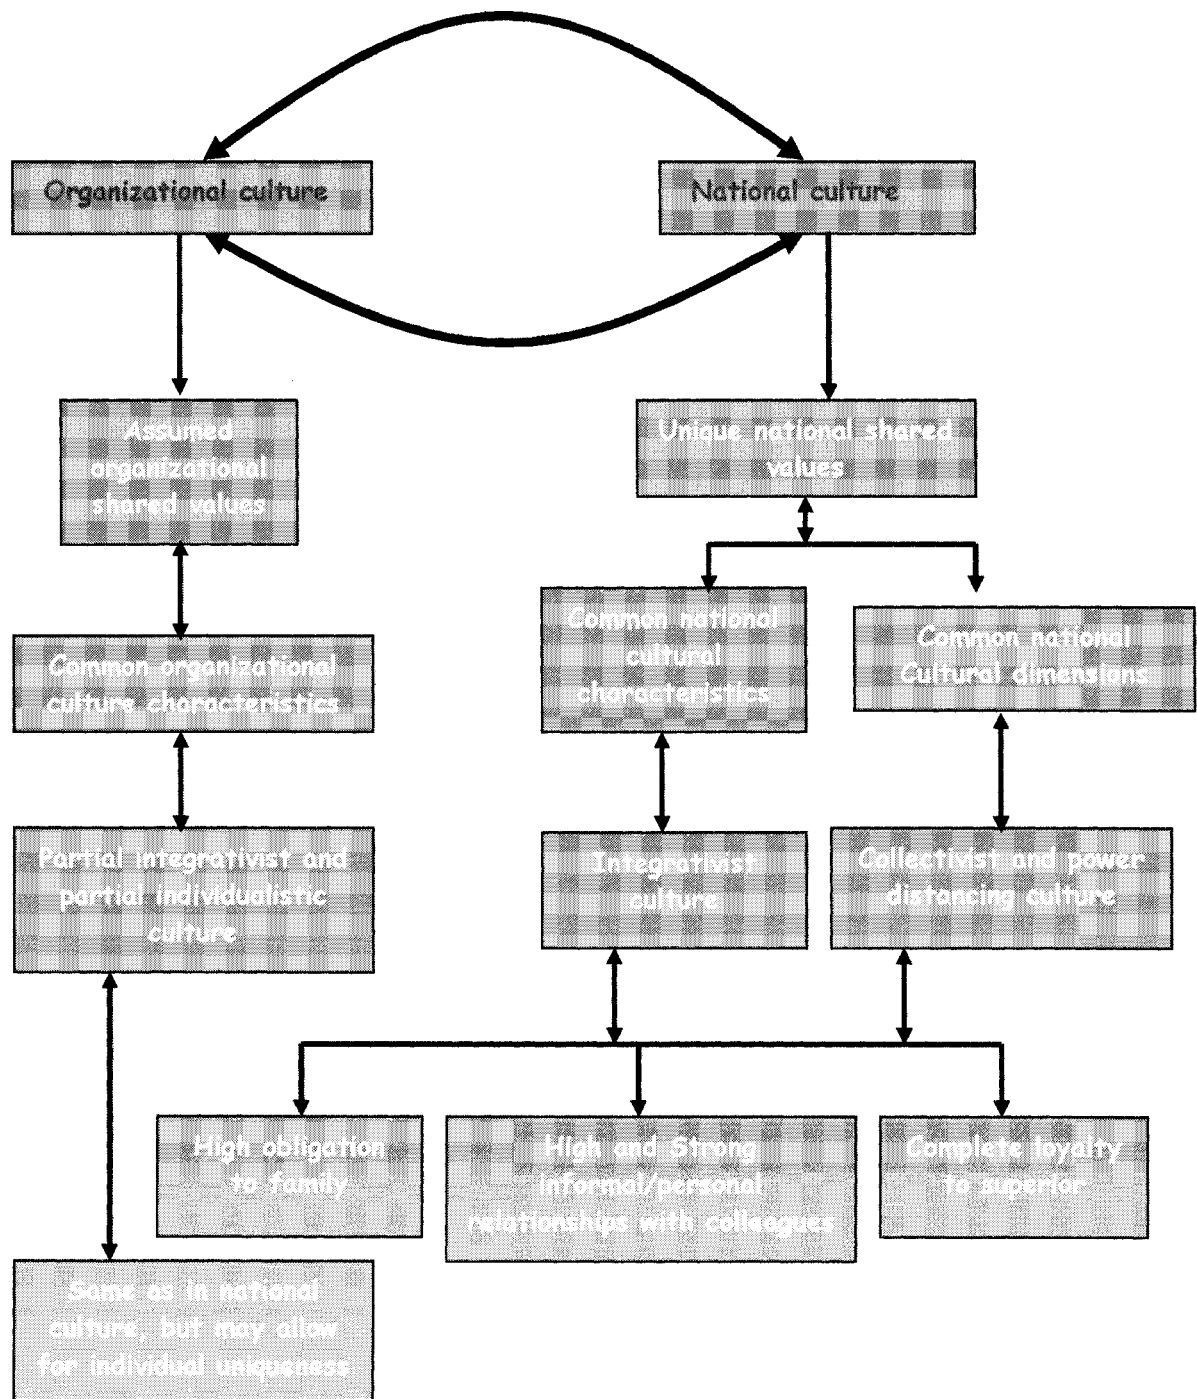 Organizational culture
National culture
Assumed
organizational
shared values
Unique national shared
values
Common organizational
culture characteristics
Common national
cultural
characteristics
Common national
Cultural dimensions
Partial integrativist and
partial individualistic
culture
Integrativist
culture
Collectivist and power
distancing culture
High obligation
to family
High and Strong
informal/personal
relationships with colleagues
Complete loyalty
to superior
Same as in national
culture, but may allow
for individual uniqueness